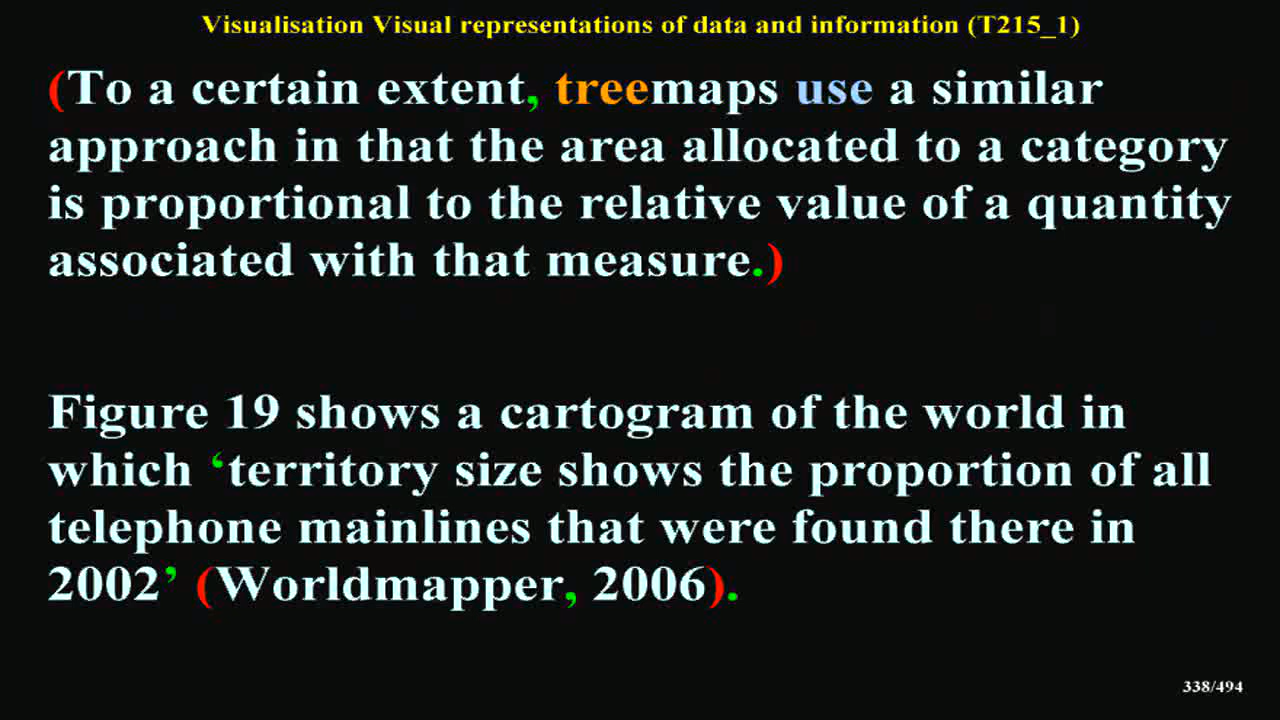 Visualisation Visual representations of data and information (T215_1)
(To a certain extent, treemaps use a similar
approach in that the area allocated to a category
is proportional to the relative value of a quantity
associated with that measure.)
Figure 19 shows a cartogram of the world in
which ‘territory size shows the proportion of all
telephone mainlines that were found there in
2002’ (Worldmapper, 2006).
338/494